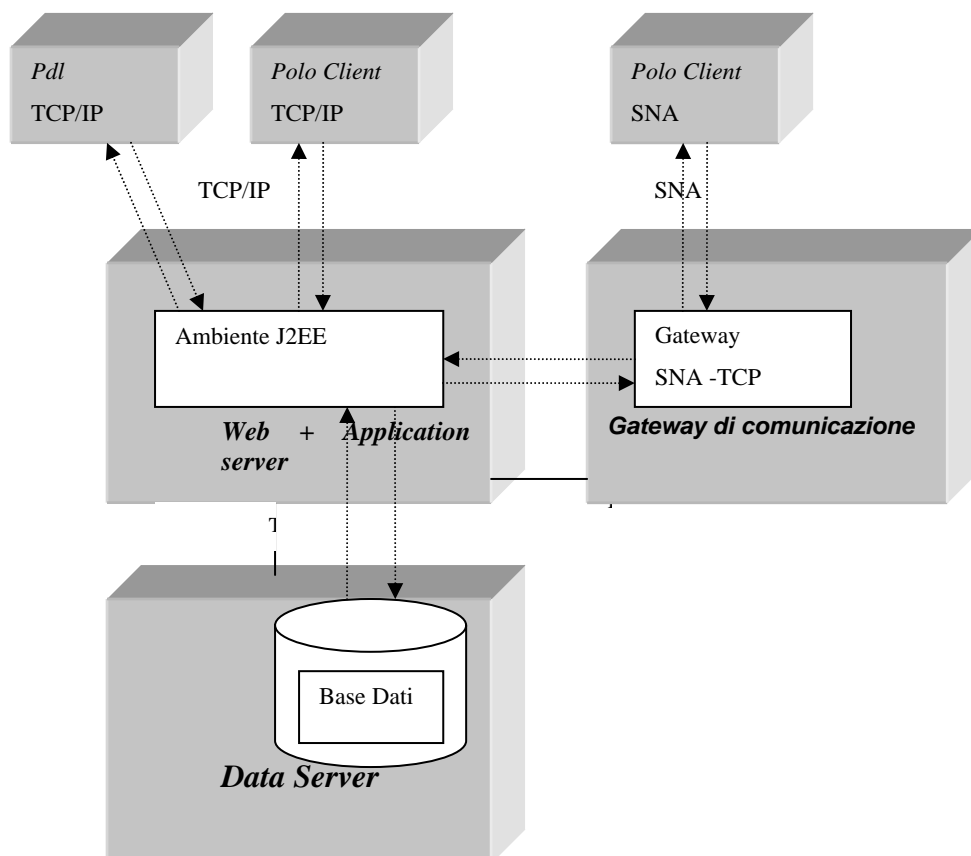 Pdl
TCP/IP
Polo Client
TCP/IP
Polo Client
SNA
TCP/IP
SNA
Ambiente J2EE
Gateway
SNA -TCP
Web + Application
server
Gateway di comunicazione
T
Base Dati
Data Server